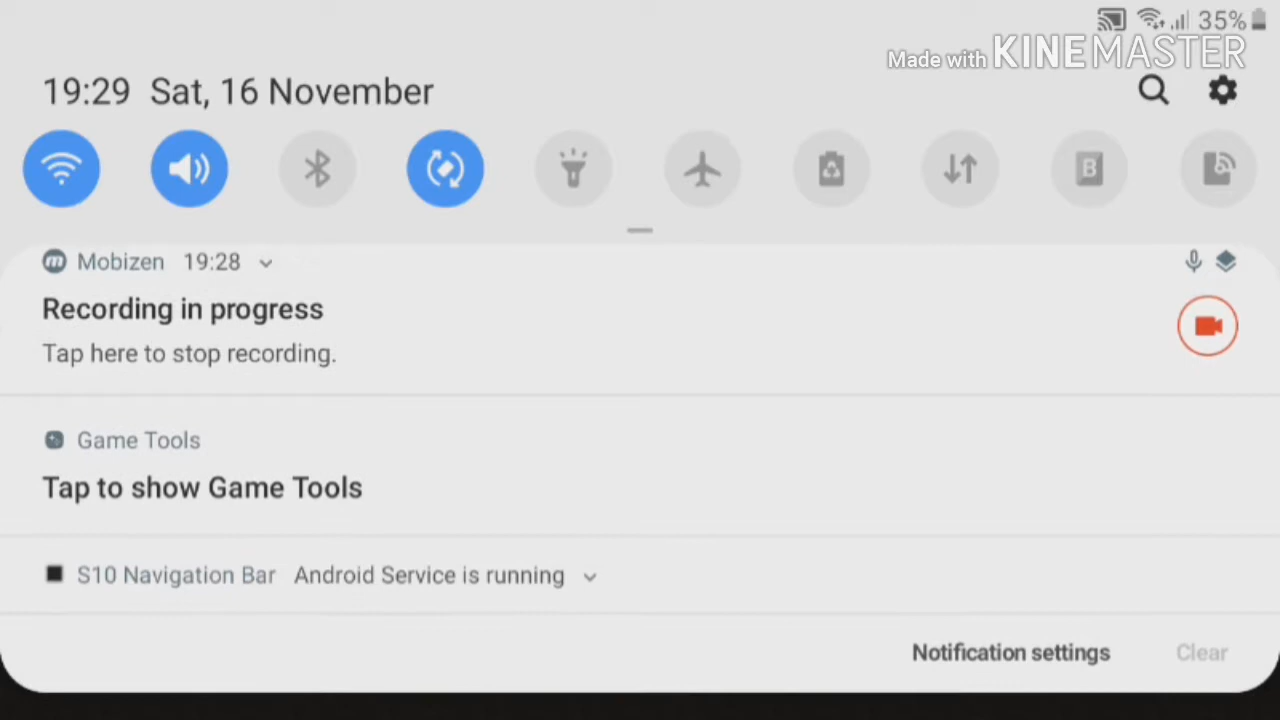 35%
Made with KINEMASTER
19:29 Sat, 16 November
B
m Mobizen 19:28
Recording in progress
Tap here to stop recording.
Game Tools
Tap to show Game Tools
S10 Navigation Bar Android Service is running
Notification settings Clear